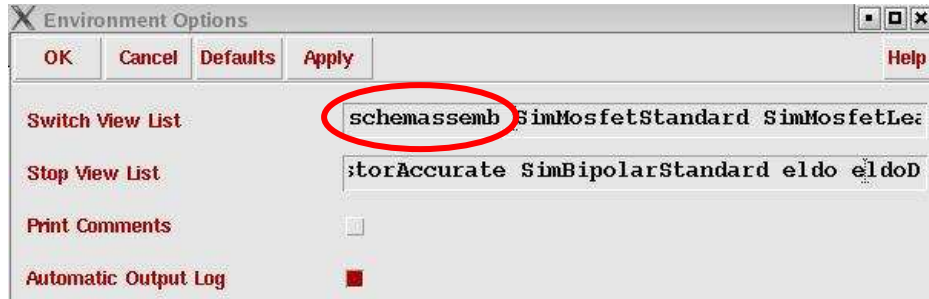 Environment Options
OK Cancel Defaults Apply Help
Switch View List schemassemb SimMosfetStandard SimMosfetLea
Stop View List storAccurate SimBipolarStandard eldo eldoD
Print Comments
Automatic Output Log